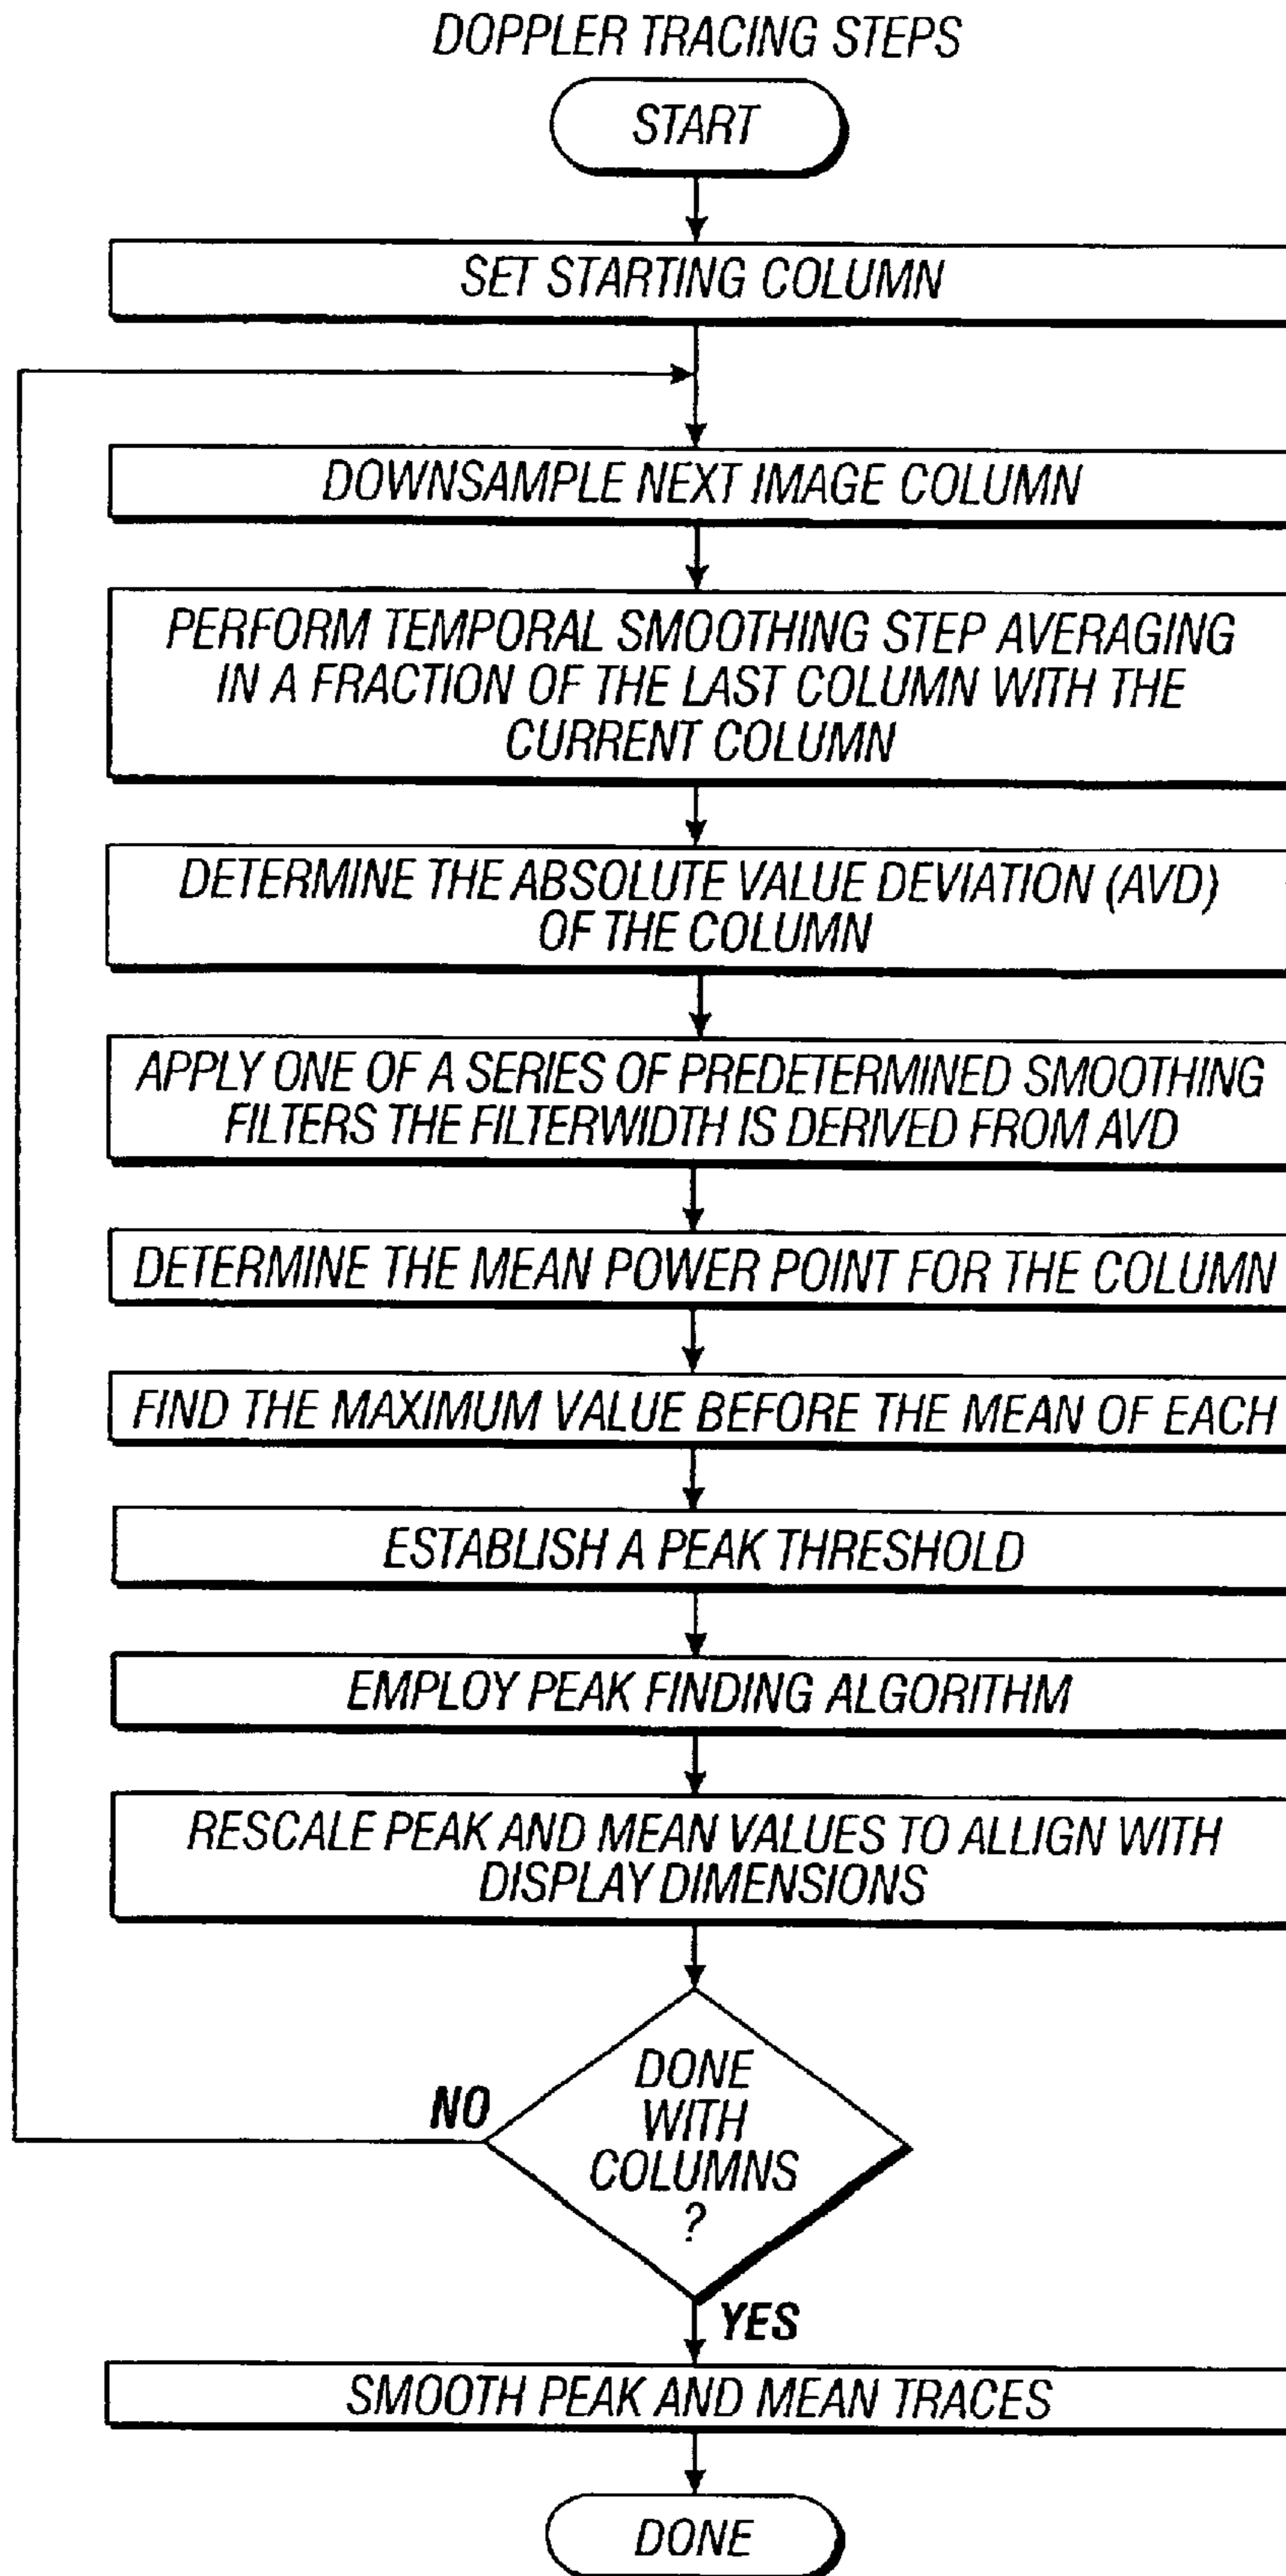 DOPPLER TRACING STEPS
START
SET STARTING COLUMN
DOWNSAMPLE NEXT IMAGE COLUMN
PERFORM TEMPORAL SMOOTHING STEP AVERAGING
IN A FRACTION OF THE LAST COLUMN WITH THE
CURRENT COLUMN
DETERMINE THE ABSOLUTE VALUE DEVIATION (AVD)
OF THE COLUMN
APPLY ONE OF A SERIES OF PREDETERMINED SMOOTHING
FILTERS THE FILTERWIDTH IS DERIVED FROM AVD
DETERMINE THE MEAN POWER POINT FOR THE COLUMN
FIND THE MAXIMUM VALUE BEFORE THE MEAN OF EACH
ESTABLISH A PEAK THRESHOLD
EMPLOY PEAK FINDING ALGORITHM
RESCALE PEAK AND MEAN VALUES TO ALLIGN WITH
DISPLAY DIMENSIONS
DONE
WITH
COLUMNS
?
NO
YES
SMOOTH PEAK AND MEAN TRACES
DONE